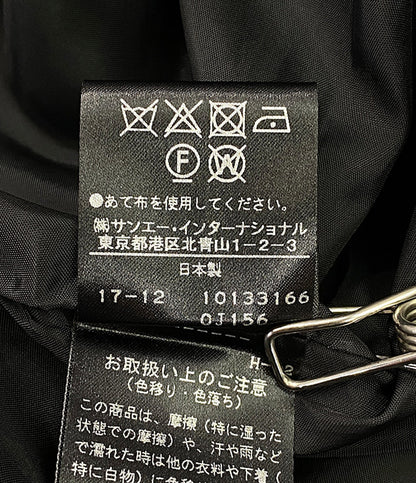 F W
●あて布を使用してください。
㈱サンエー・インターナショナル
東京都港区北青山1-2-3
日本製
17-12 10133166
0J156
お取扱い上のご注意
(色移り・色落ち)
この商品は、摩擦(特に湿った
状態での摩擦)や、汗や雨など
で濡れた時は他の衣料や下着(
特に白物)に色移り